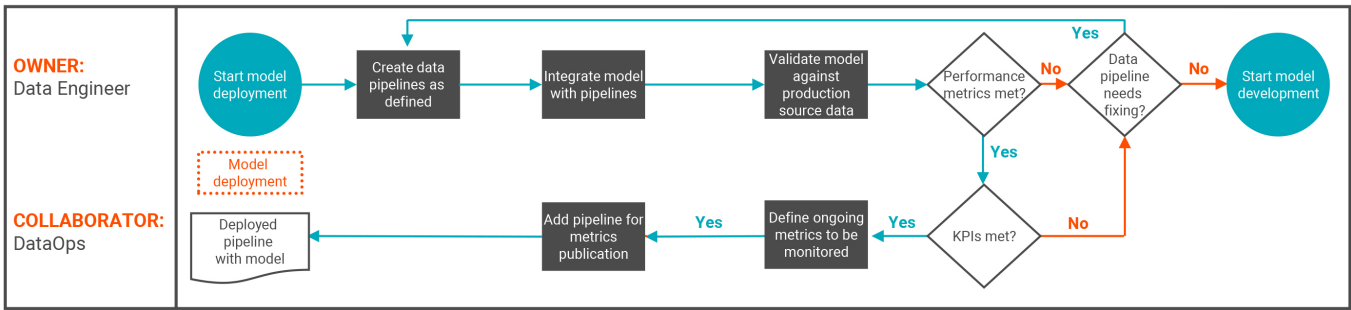 OWNER:
Data Engineer
Start model
deployment
Create data
pipelines as
defined
Integrate model
with pipelines
Validate model
against
production
source data
Performance
metrics met?
No
Yes
Data
pipeline
needs
fixing?
No
Start model
development
Yes
Model
deployment
COLLABORATOR:
DataOps
Deployed
pipeline
with model
Add pipeline for
metrics
publication
Yes
Define ongoing
metrics to be
monitored
Yes
KPIs met?
No